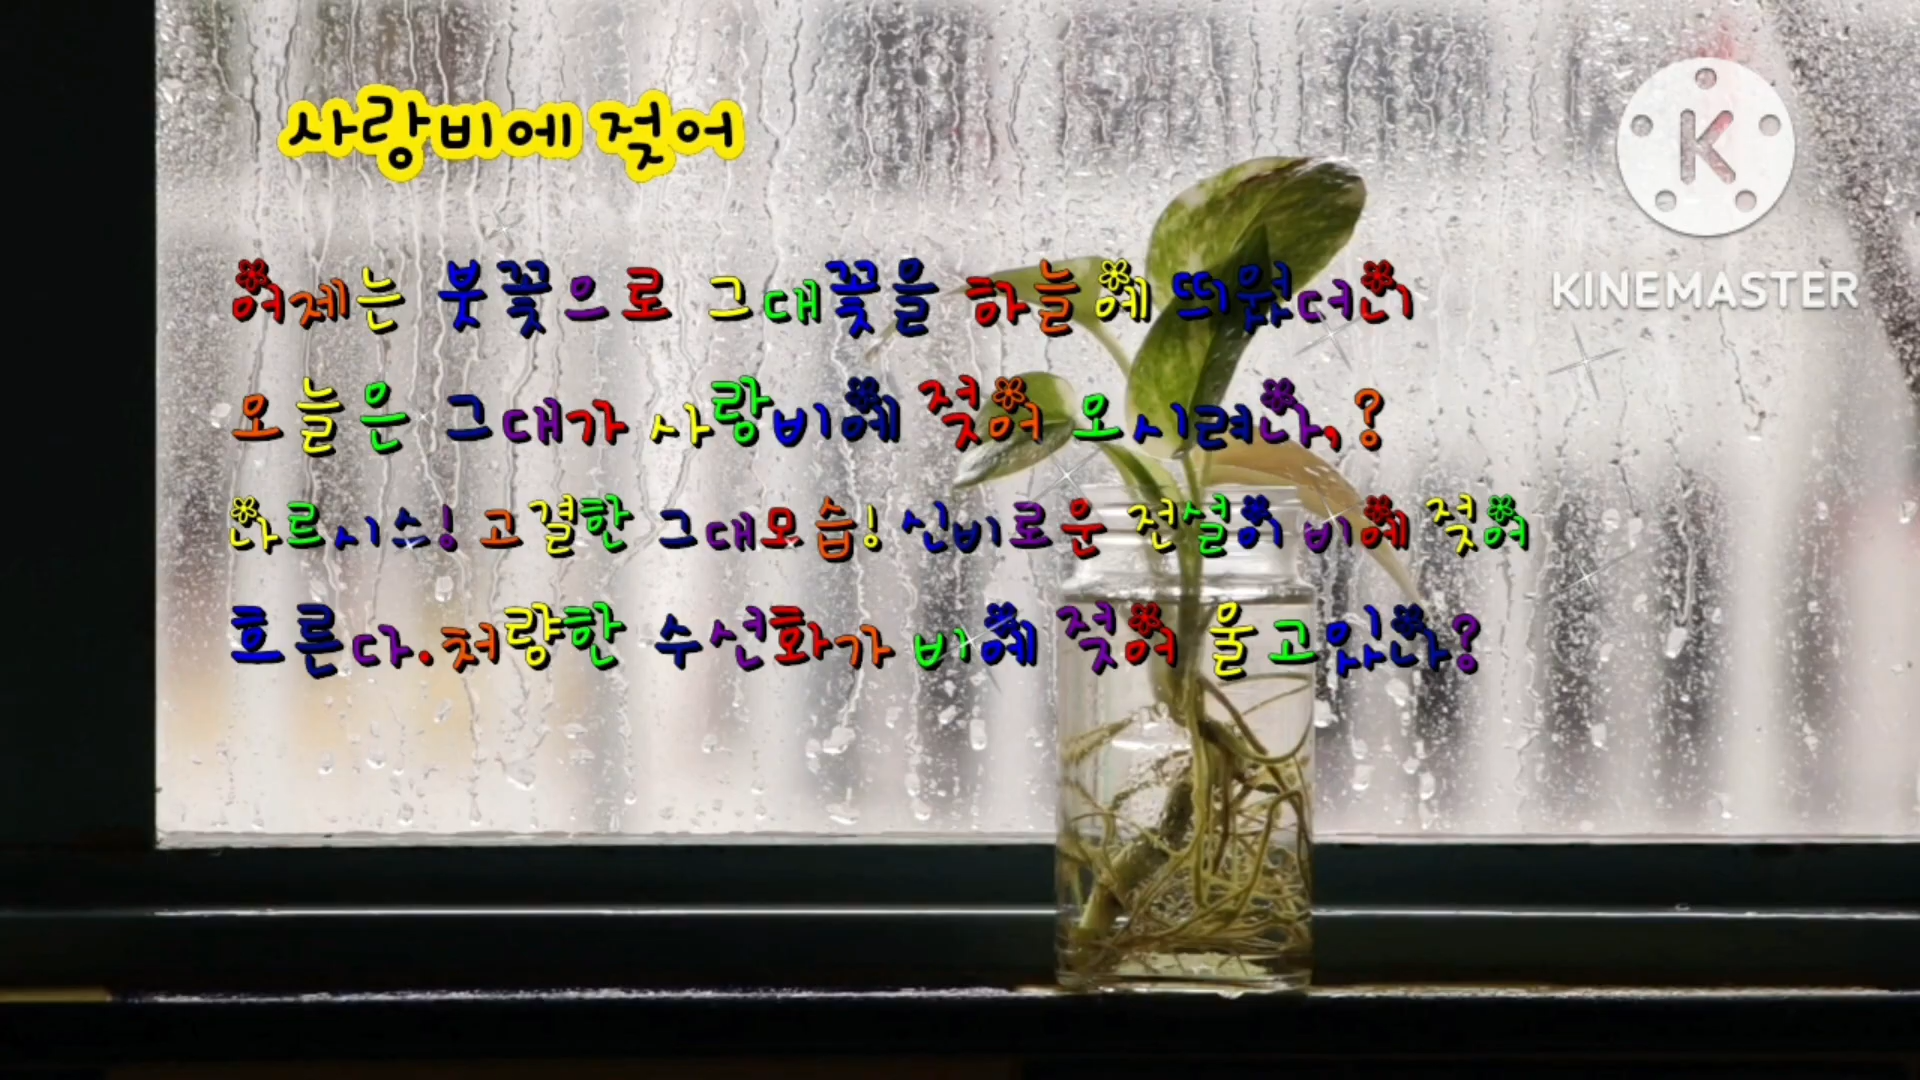 사랑비에 젖어
KINEMASTER
어제는 붓꽃으로 그대꽃을 하늘에 띄웠더니
오늘은 그대가 사랑비에 젖어 오시려나,?
나르시스! 고결한 그대모습! 신비로운 전설이 비에 젖어
흐른다.처량한 수선화가 비에 젖어 울고있나?